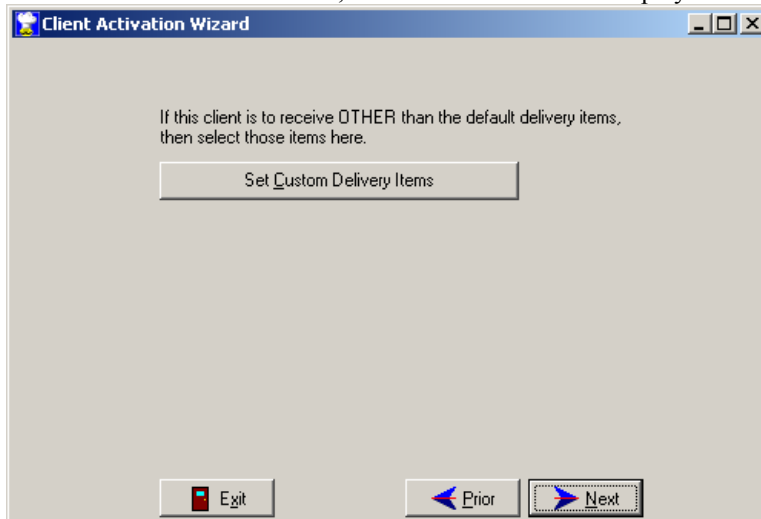 Client Activation Wizard
If this client is to receive OTHER than the default delivery items,
then select those items here.
Set Custom Delivery Items
Exit
Prior
Next